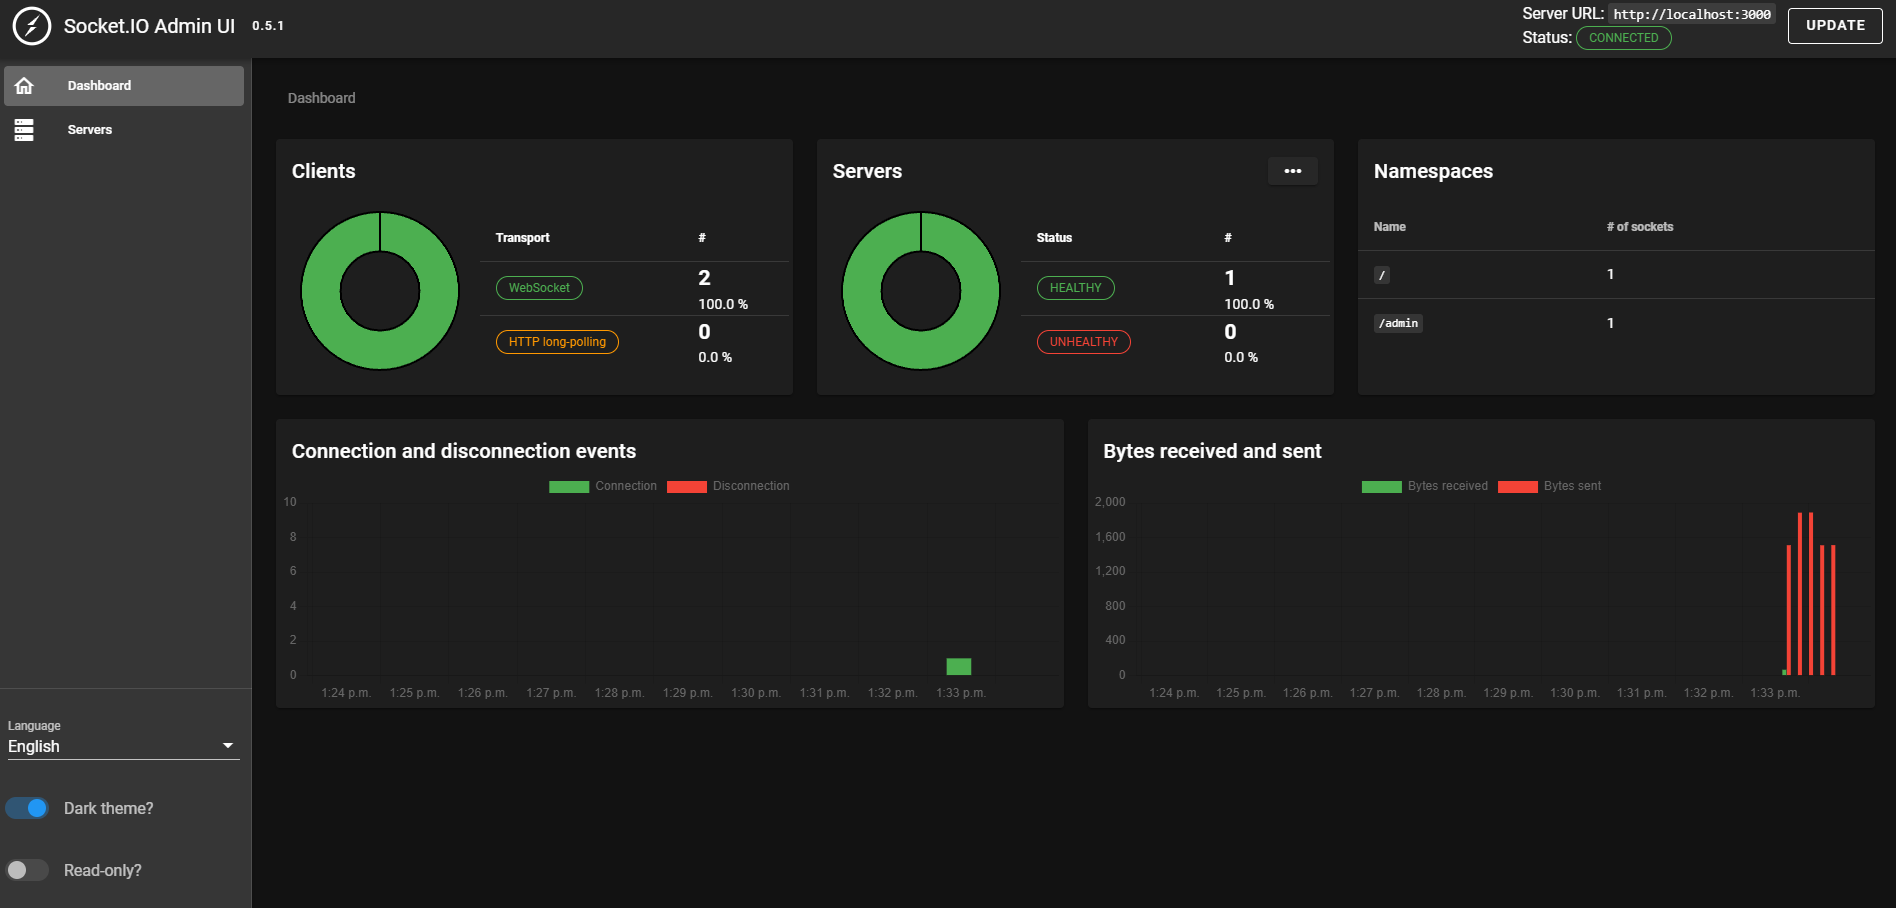 Socket.IO Admin UI 0.5.1
Server URL: http://localhost:3000
Status: CONNECTED
UPDATE
Dashboard
Servers
Language
English
Dark theme?
Read-only?
Dashboard
Clients
Transport #
WebSocket 2
100.0 %
HTTP long-polling 0
0.0 %
Servers
•••
Status #
HEALTHY 1
100.0 %
UNHEALTHY 0
0.0 %
Namespaces
Name # of sockets
/ 1
/admin 1
Connection and disconnection events
Connection Disconnection
10
8
6
4
2
0
1:24 p.m. 1:25 p.m. 1:26 p.m. 1:27 p.m. 1:28 p.m. 1:29 p.m. 1:30 p.m. 1:31 p.m. 1:32 p.m. 1:33 p.m.
Bytes received and sent
Bytes received Bytes sent
2,000
1,600
1,200
800
400
0
1:24 p.m. 1:25 p.m. 1:26 p.m. 1:27 p.m. 1:28 p.m. 1:29 p.m. 1:30 p.m. 1:31 p.m. 1:32 p.m. 1:33 p.m.